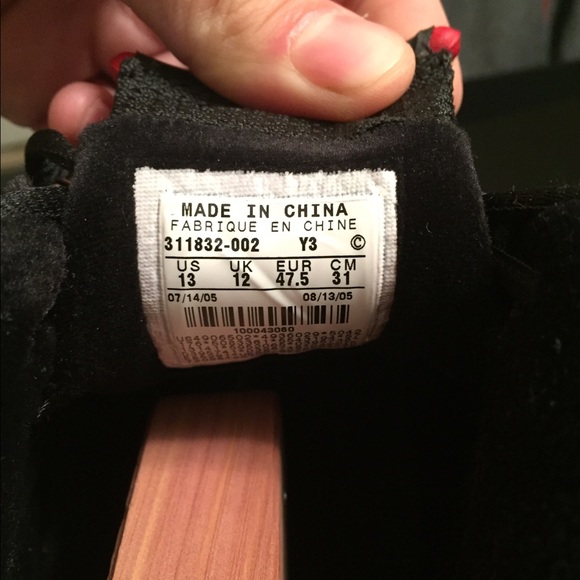 MADE IN CHINA
FABRIQUE EN CHINE
311832-002 Y3 ©
US UK EUR CM
13 12 47.5 31
07/14/05 08/13/05
100043060